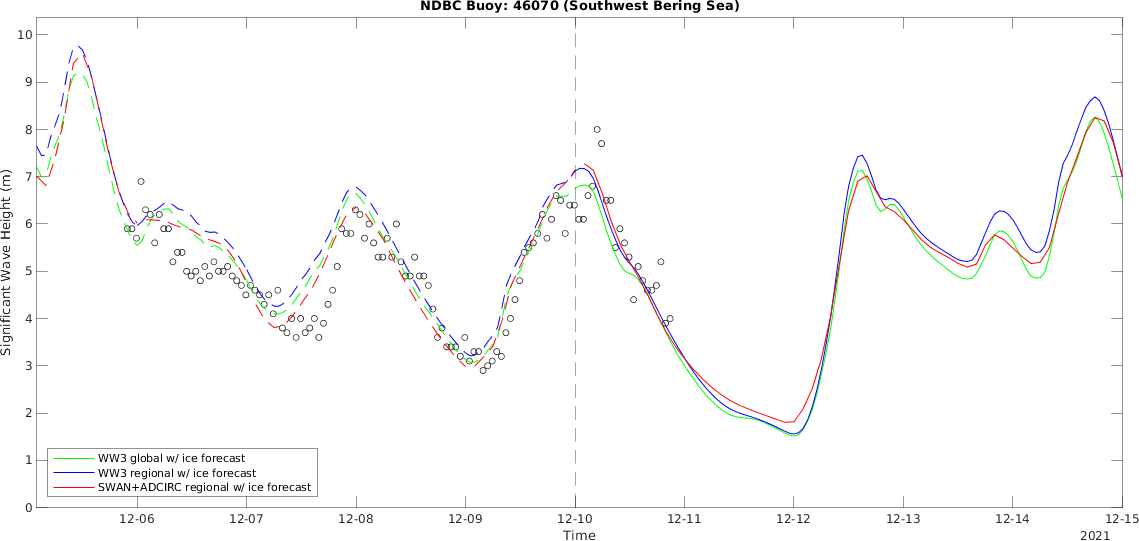 NDBC Buoy: 46070 (Southwest Bering Sea)
Significant Wave Height (m)
10
9
8
7
6
5
4
3
2
1
0
WW3 global w/ ice forecast
WW3 regional w/ ice forecast
SWAN+ADCIRC regional w/ ice forecast
12-06 12-07 12-08 12-09 12-10 12-11 12-12 12-13 12-14 12-15
Time
2021